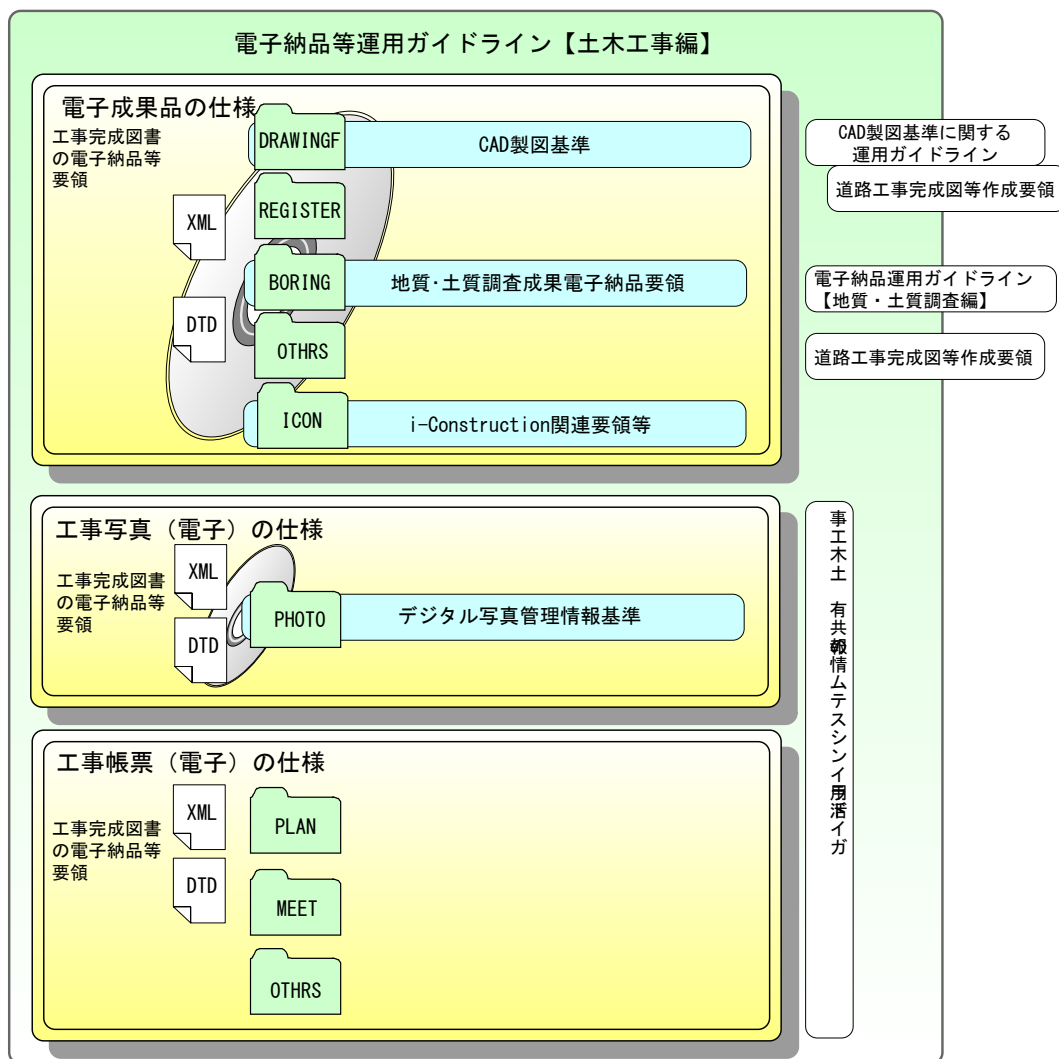 電子納品等運用ガイドライン【土木工事編】
電子成果品の仕様
工事完成図書
の電子納品等
要領
XML
DTD
DRAWINGF
CAD製図基準
REGISTER
BORING
地質・土質調査成果電子納品要領
OTHRS
ICON
i-Construction関連要領等
CAD製図基準に関する
運用ガイドライン
道路工事完成図等作成要領
電子納品運用ガイドライン
【地質・土質調査編】
道路工事完成図等作成要領
工事写真（電子）の仕様
工事完成図書
の電子納品等
要領
XML
DTD
PHOTO
デジタル写真管理情報基準
工事帳票（電子）の仕様
工事完成図書
の電子納品等
要領
XML
DTD
PLAN
MEET
OTHRS
事工木土 有共報情ムテスシンイ用活イガ